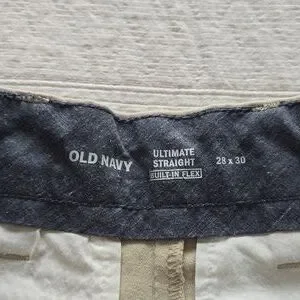 OLD NAVY
ULTIMATE
STRAIGHT
BUILT-IN FLEX
28 x 30